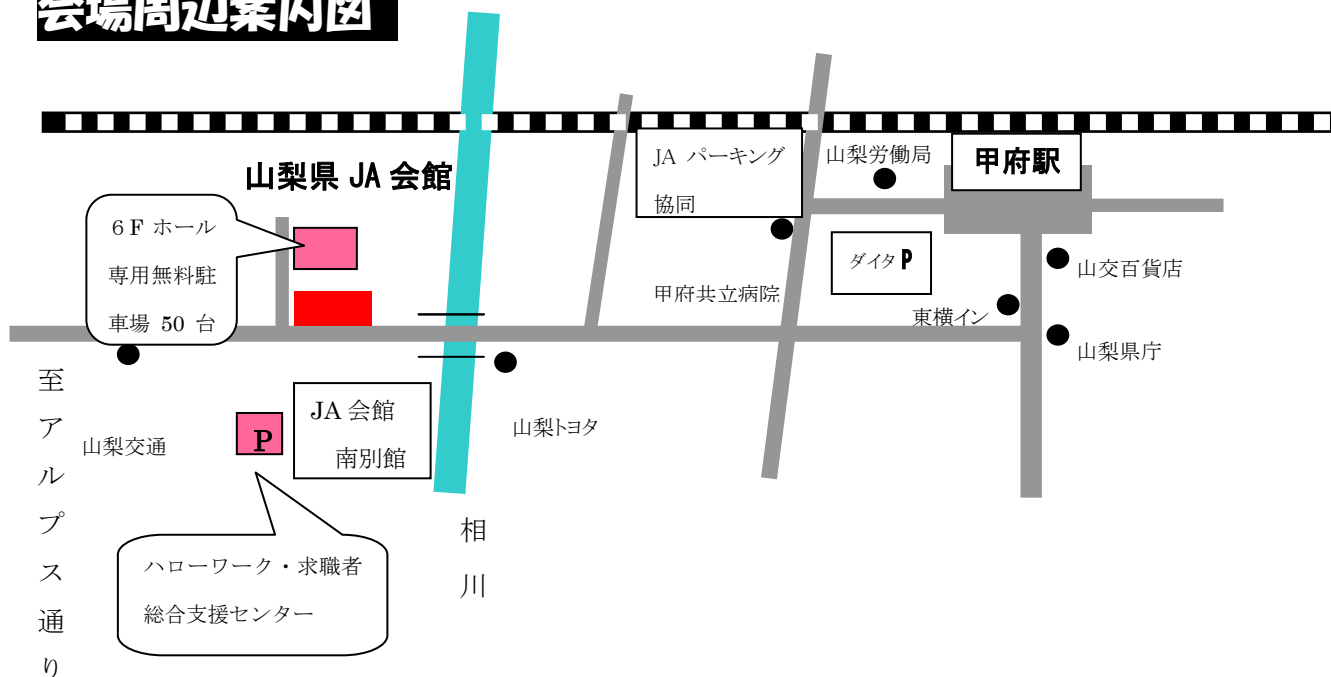 会場周辺案内図
山梨県 JA 会館
6F ホール
専用無料駐
車場 50 台
JA パーキング
協同
山梨労働局
甲府駅
ダイタ P
山交百貨店
甲府共立病院
東横イン
山梨県庁
至アルプス通り
山梨交通
P
JA 会館
南別館
山梨トヨタ
相川
ハローワーク・求職者
総合支援センター